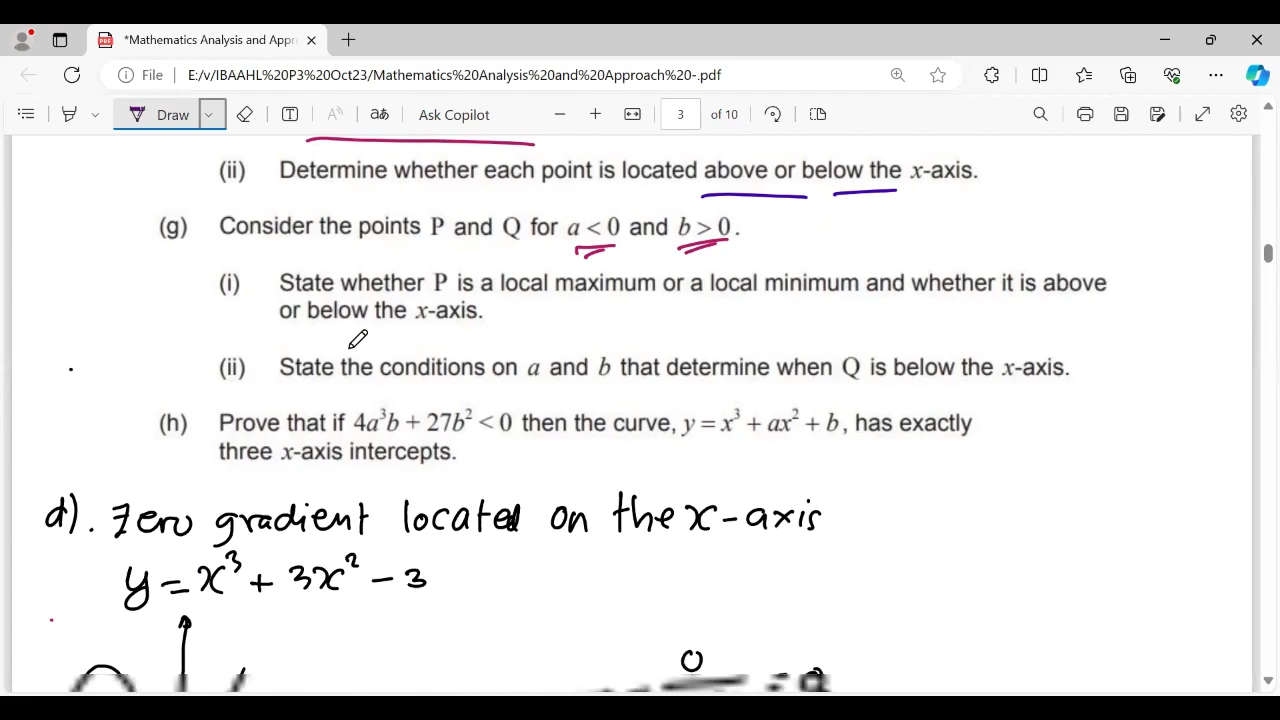 *Mathematics Analysis and Appr
File
E:/v/IBAAHL%20P3%20Oct23/Mathematics%20Analysis%20and%20Approach%20-.pdf
Draw
Ask Copilot
3 of 10
(ii) Determine whether each point is located above or below the x-axis.
(g) Consider the points P and Q for a < 0 and b > 0.
(i) State whether P is a local maximum or a local minimum and whether it is above
or below the x-axis.
(ii) State the conditions on a and b that determine when Q is below the x-axis.
(h) Prove that if 4a³b + 27b² < 0 then the curve, y = x³ + ax² + b, has exactly
three x-axis intercepts.
d). Zero gradient located on the x-axis
y = x³ + 3x² - 3
0